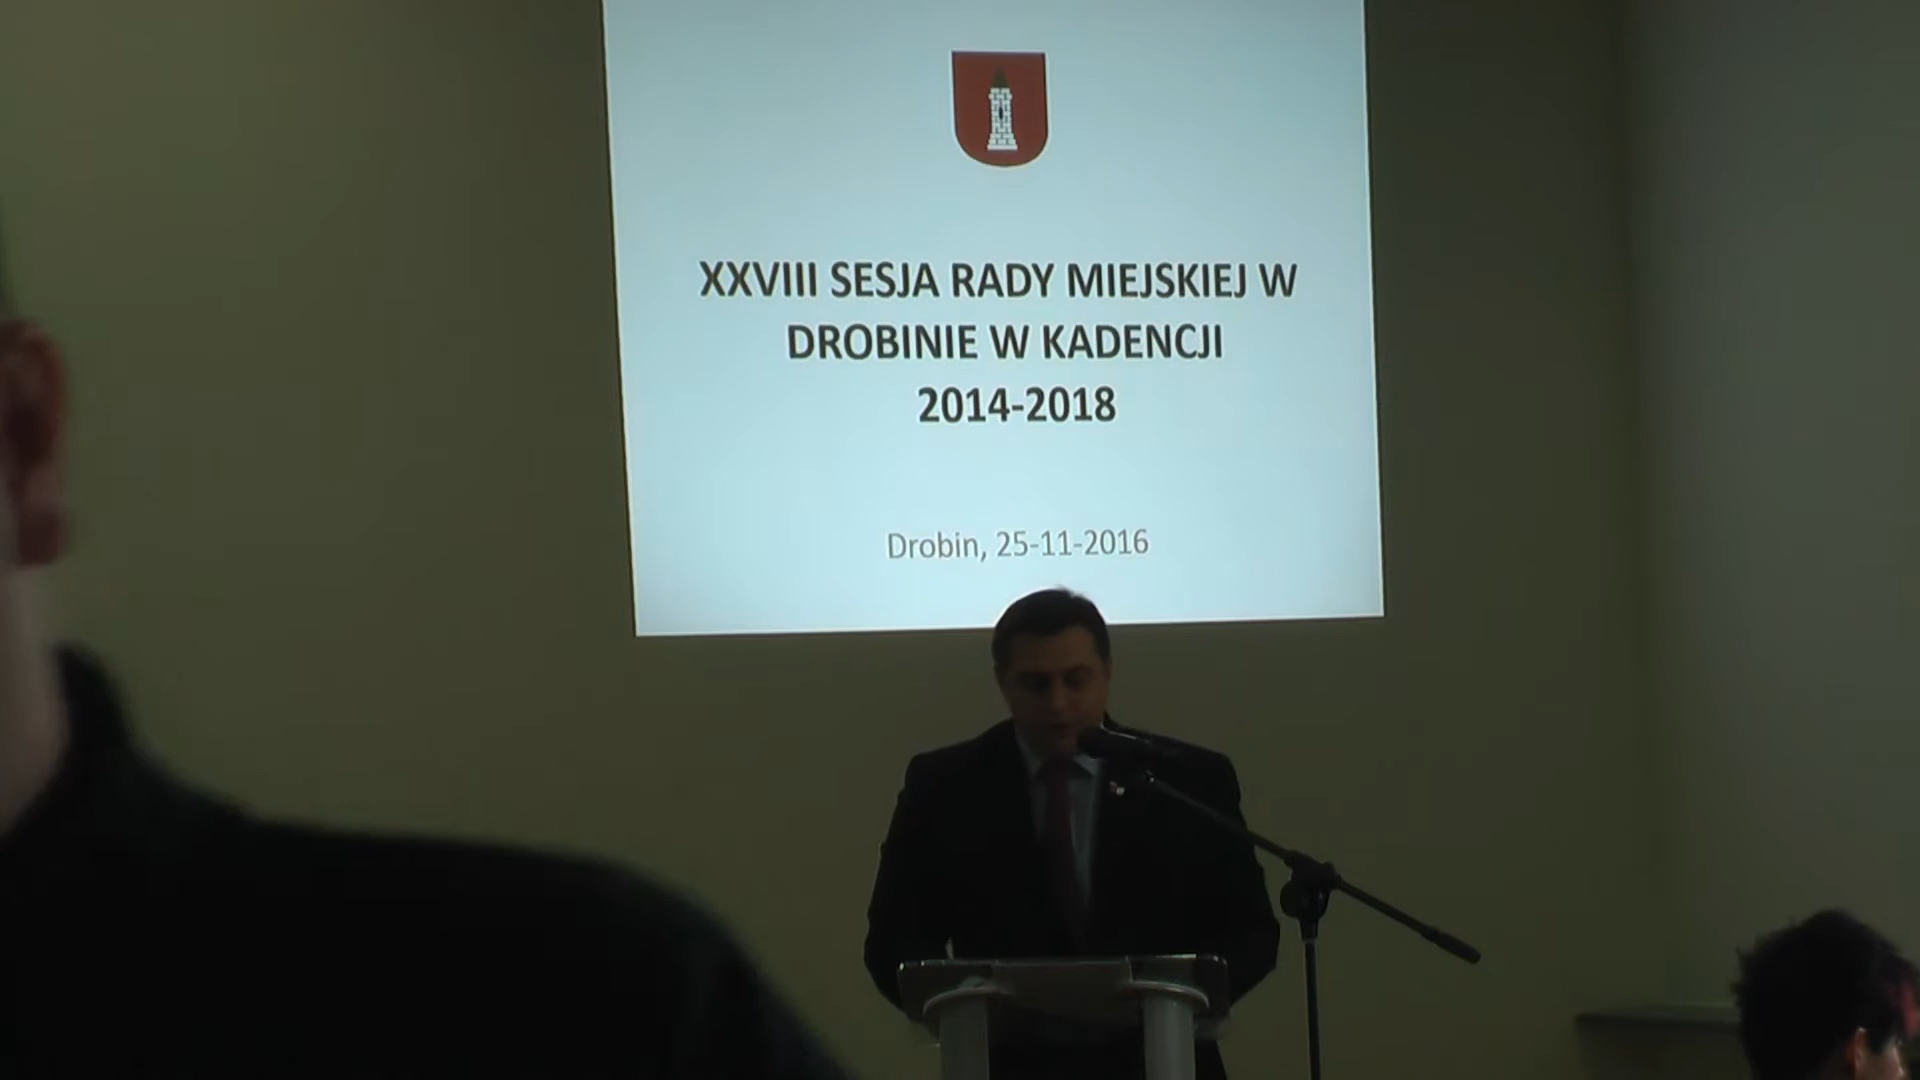 XXVIII SESJA RADY MIEJSKIEJ W
DROBINIE W KADENCJI
2014-2018
Drobin, 25-11-2016